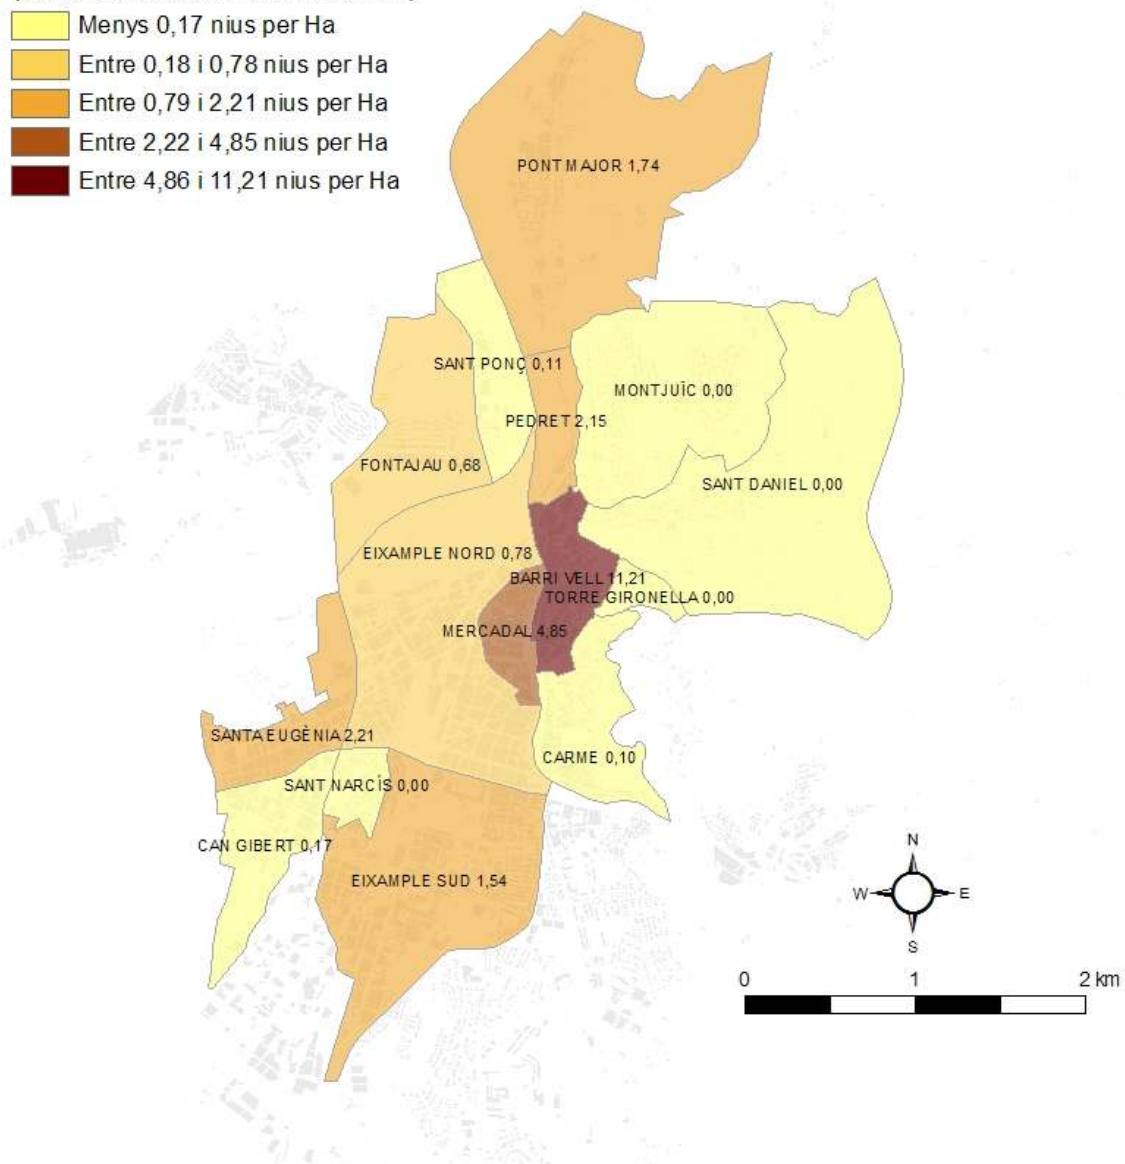 Menys 0,17 nius per Ha
Entre 0,18 i 0,78 nius per Ha
Entre 0,79 i 2,21 nius per Ha
Entre 2,22 i 4,85 nius per Ha
Entre 4,86 i 11,21 nius per Ha
PONT MAJOR 1,74
SANT PONÇ 0,11
MONTJUÏC 0,00
PEDRET 2,15
FONTAJAU 0,68
SANT DANIEL 0,00
EIXAMPLE NORD 0,78
BARRI VELL 11,21
TORRE GIRONELLA 0,00
MERCADAL 4,85
SANTA EUGÈNIA 2,21
CARME 0,10
SANT NARCÍS 0,00
CAN GIBERT 0,17
EIXAMPLE SUD 1,54
N
W E
S
0 1 2 km